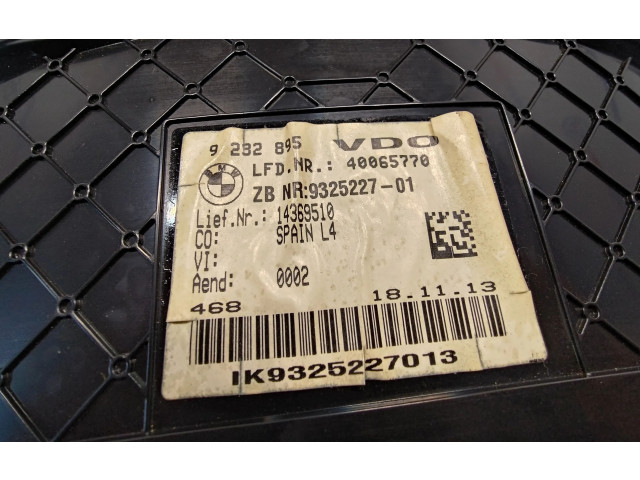 9 232 895 VDO
BMW
LFD.NR.: 40065770
ZB NR:9325227-01
Lief.Nr.: 14369510
CO: SPAIN L4
VI:
Aend: 0002
468 18.11.13
IK9325227013